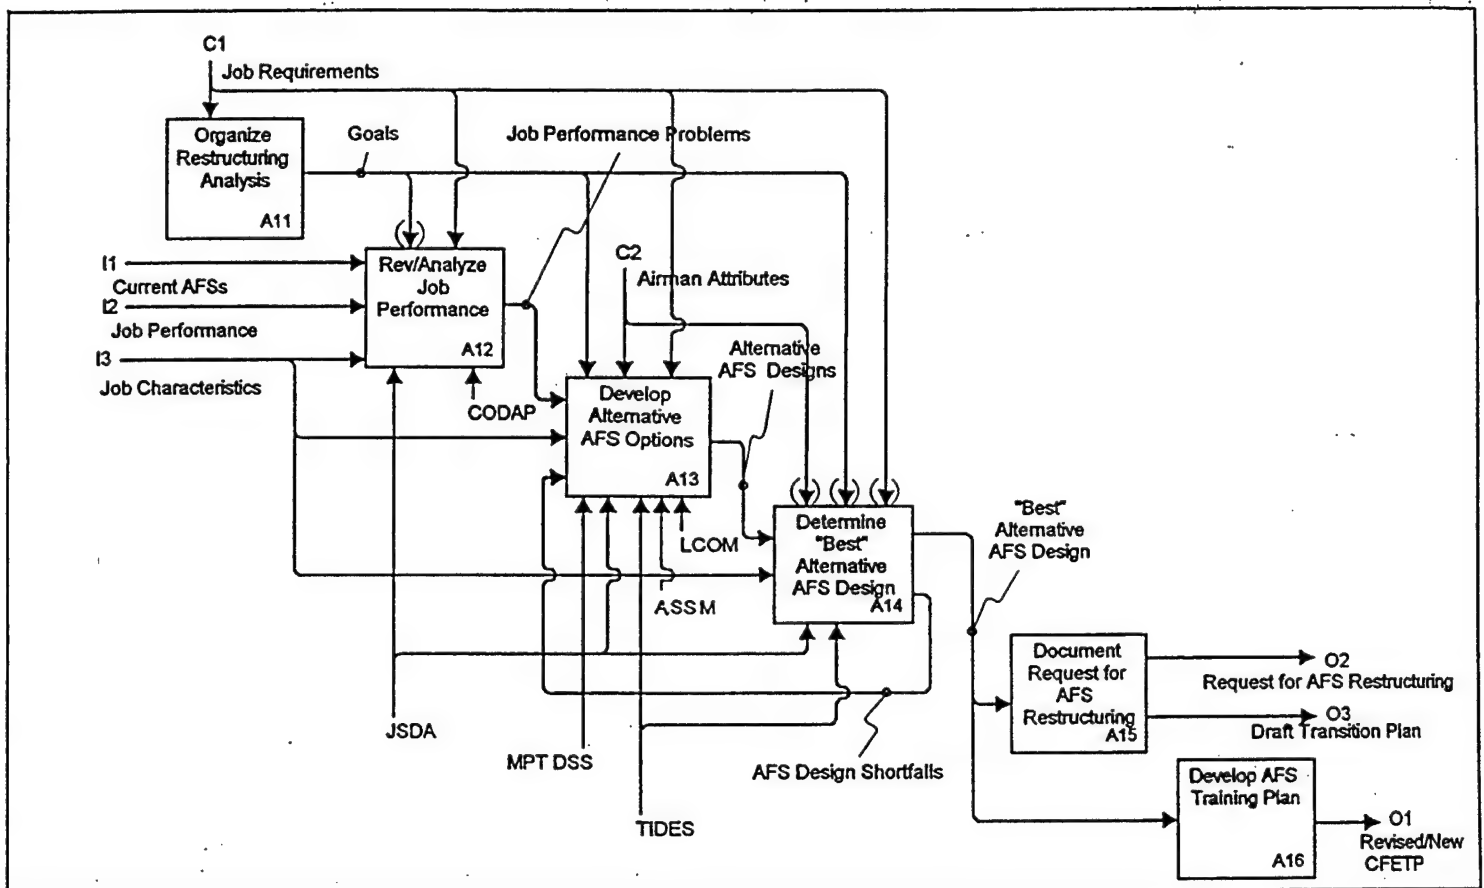 C1
Job Requirements
Organize
Restructuring
Analysis
A11
Goals
Job Performance Problems
I1
Current AFSs
I2
Job Performance
I3
Job Characteristics
Rev/Analyze
Job
Performance
A12
CODAP
C2
Airman Attributes
Develop
Alternative
AFS Options
A13
Alternative
AFS Designs
LCOM
ASSM
Determine
"Best"
Alternative
AFS Design
A14
"Best"
Alternative
AFS Design
JSDA
MPT DSS
TIDES
AFS Design Shortfalls
Document
Request for
AFS
Restructuring
A15
O2
Request for AFS Restructuring
O3
Draft Transition Plan
Develop AFS
Training Plan
A16
O1
Revised/New
CFETP